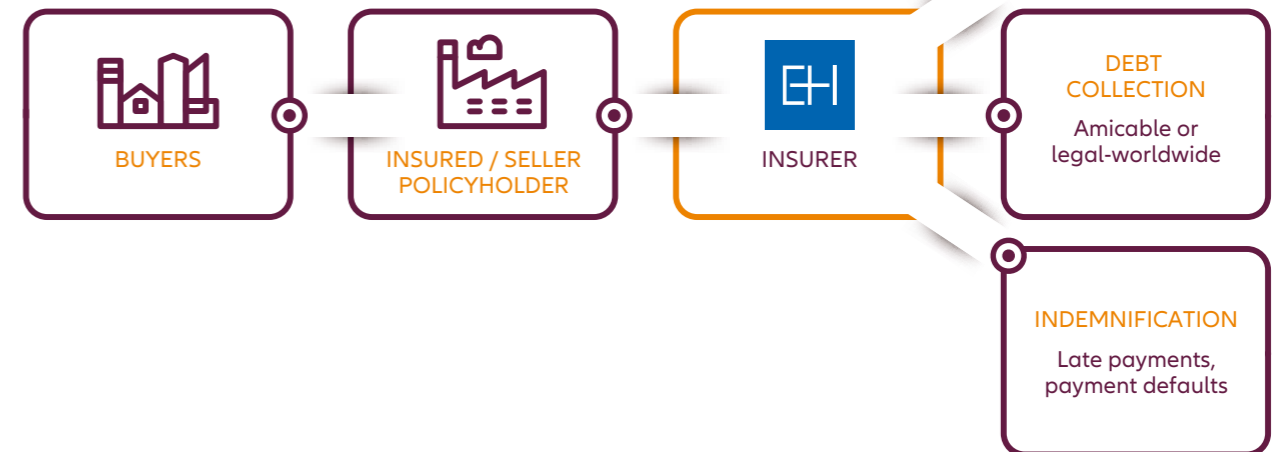 BUYERS
INSURED / SELLER
POLICYHOLDER
EH
INSURER
DEBT
COLLECTION
Amicable or
legal-worldwide
INDEMNIFICATION
Late payments,
payment defaults